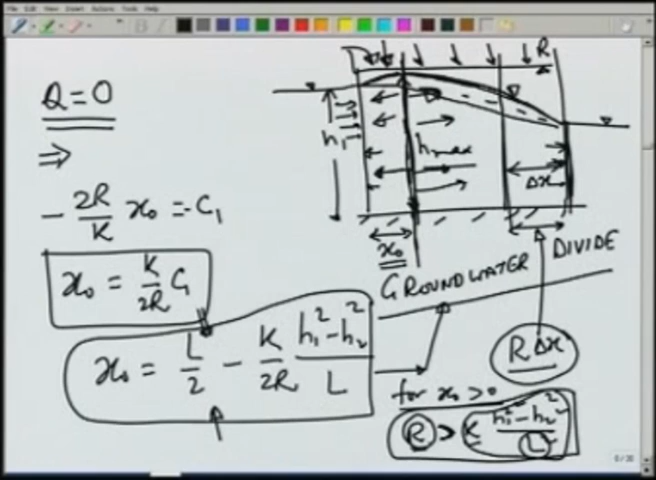 Q = 0
⇒
- 2R/K x₀ = -C₁
x₀ = K/2R C₁
x₀ = L/2 - K/2R (h₁² - h₂²)/L
R
h₁
hmax
Δx
x₀
GROUNDWATER DIVIDE
RΔx
for x₀ > 0
R > K (h₁² - h₂²)/L